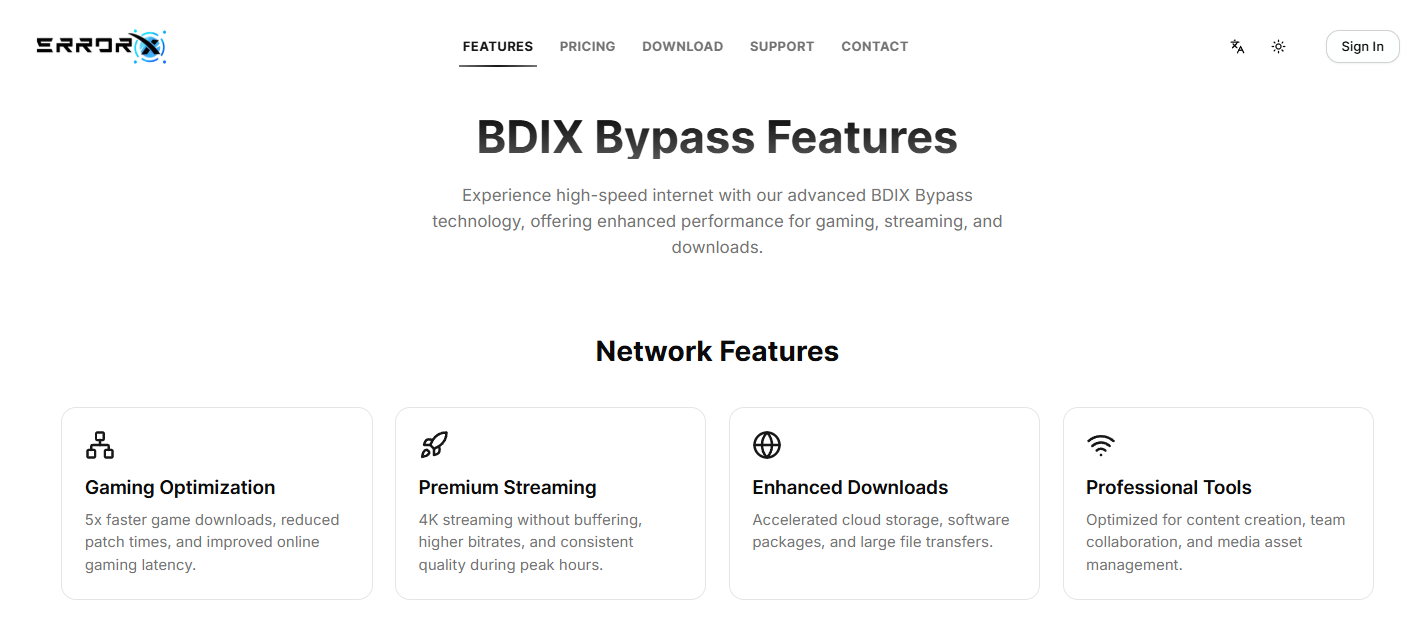 ERRORX
FEATURES
PRICING
DOWNLOAD
SUPPORT
CONTACT
Sign In
BDIX Bypass Features
Experience high-speed internet with our advanced BDIX Bypass
technology, offering enhanced performance for gaming, streaming, and
downloads.
Network Features
Gaming Optimization
5x faster game downloads, reduced
patch times, and improved online
gaming latency.
Premium Streaming
4K streaming without buffering,
higher bitrates, and consistent
quality during peak hours.
Enhanced Downloads
Accelerated cloud storage, software
packages, and large file transfers.
Professional Tools
Optimized for content creation, team
collaboration, and media asset
management.